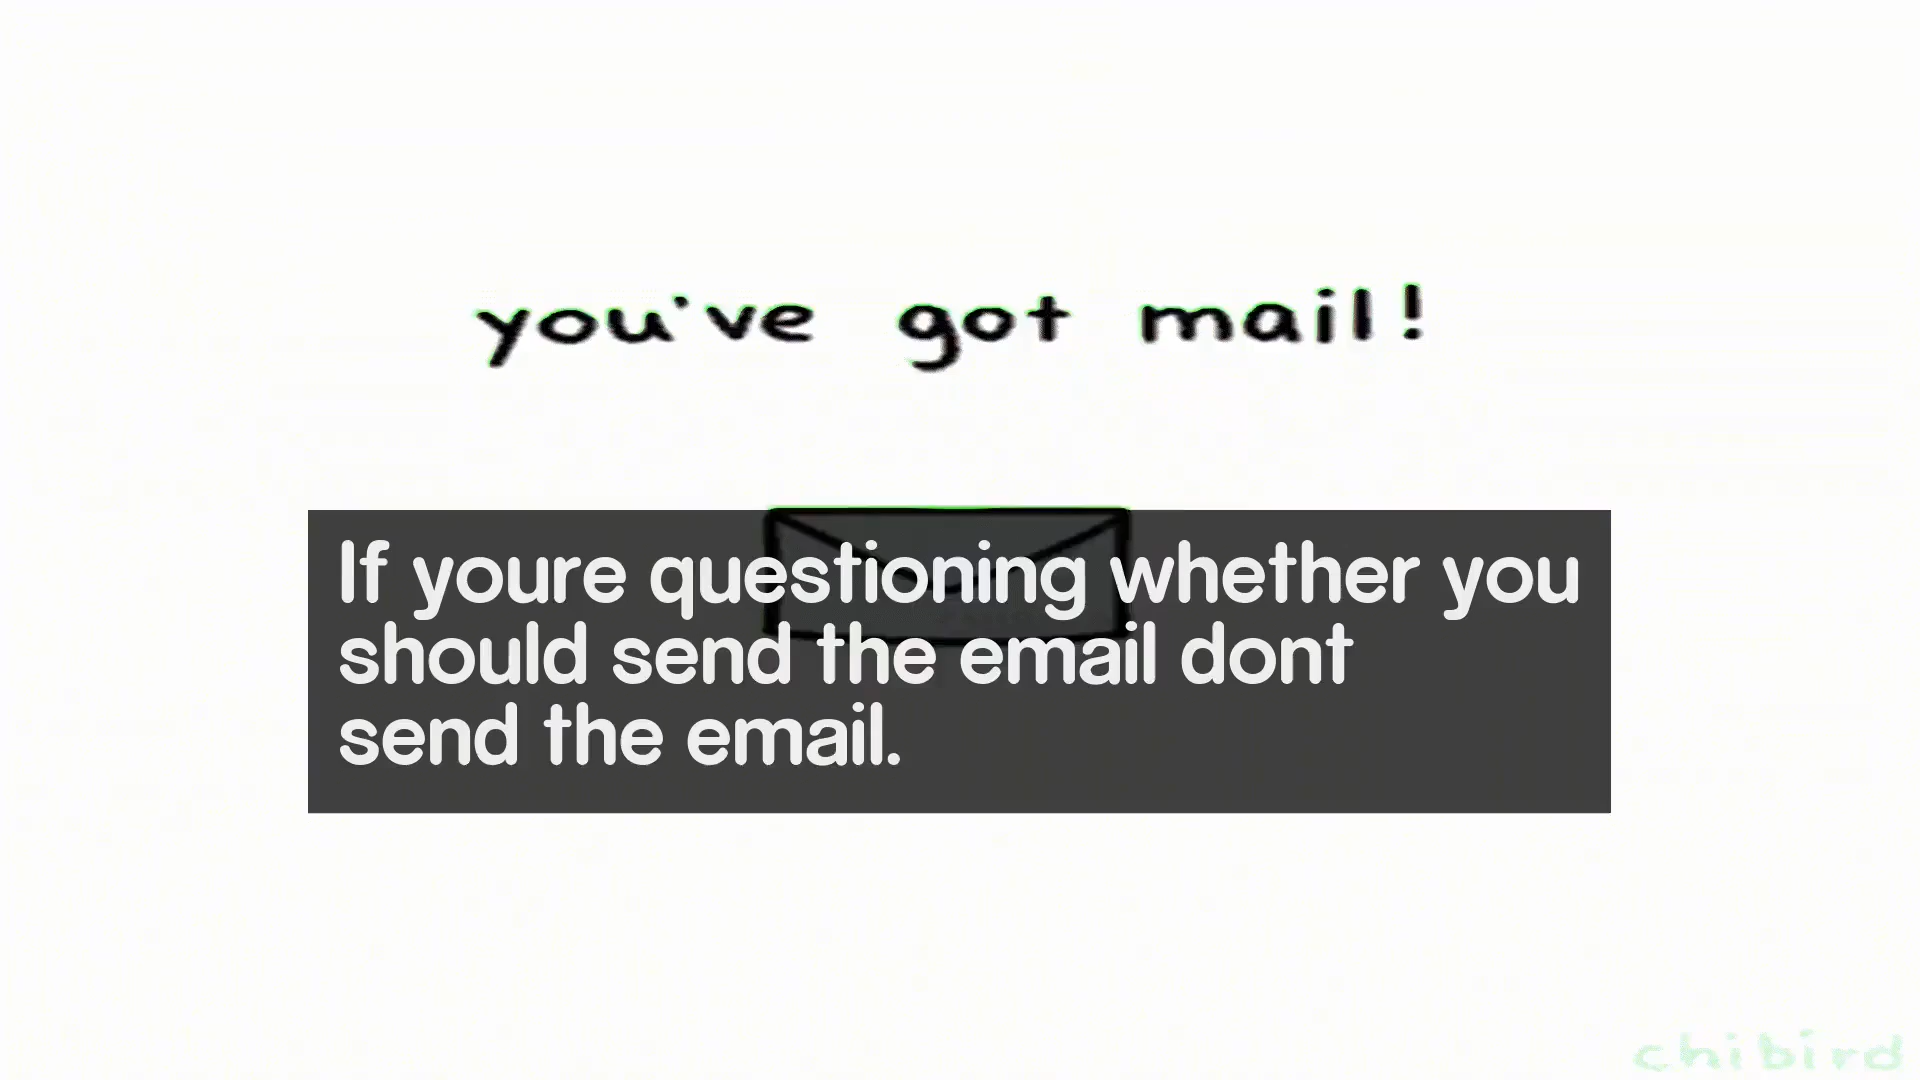 you've got mail!
If youre questioning whether you
should send the email dont
send the email.
chibird